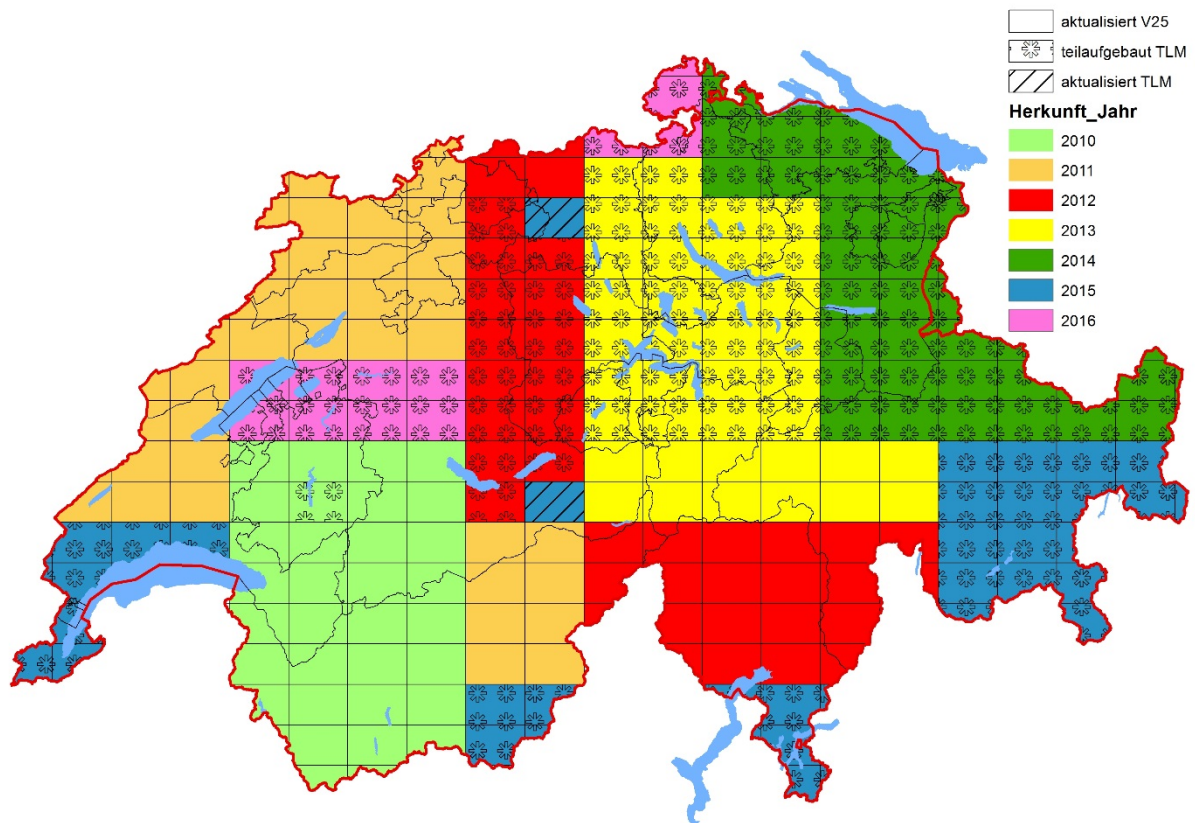 aktualisiert V25
teilaufgebaut TLM
aktualisiert TLM
Herkunft_Jahr
2010
2011
2012
2013
2014
2015
2016